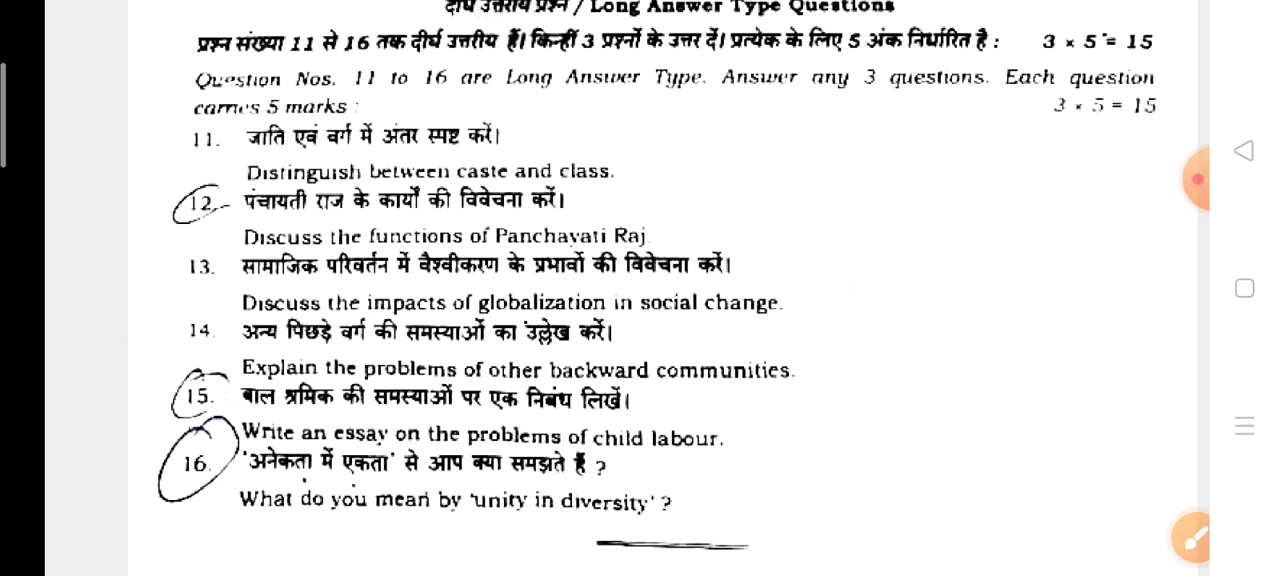 दीर्घ उत्तरीय प्रश्न / Long Answer Type Questions
प्रश्न संख्या 11 से 16 तक दीर्घ उत्तरीय हैं। किन्हीं 3 प्रश्नों के उत्तर दें। प्रत्येक के लिए 5 अंक निर्धारित है : 3 × 5 = 15
Question Nos. 11 to 16 are Long Answer Type. Answer any 3 questions. Each question
carries 5 marks : 3 × 5 = 15
11. जाति एवं वर्ग में अंतर स्पष्ट करें।
Distinguish between caste and class.
12. पंचायती राज के कार्यों की विवेचना करें।
Discuss the functions of Panchayati Raj.
13. सामाजिक परिवर्तन में वैश्वीकरण के प्रभावों की विवेचना करें।
Discuss the impacts of globalization in social change.
14. अन्य पिछड़े वर्ग की समस्याओं का उल्लेख करें।
Explain the problems of other backward communities.
15. बाल श्रमिक की समस्याओं पर एक निबंध लिखें।
Write an essay on the problems of child labour.
16. 'अनेकता में एकता' से आप क्या समझते हैं ?
What do you mean by 'unity in diversity' ?